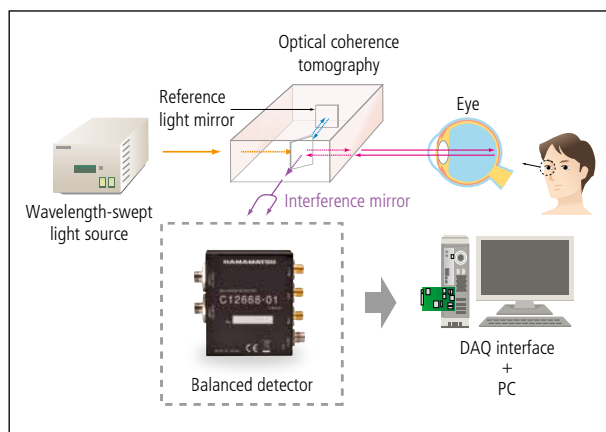 Optical coherence
tomography
Reference
light mirror
Eye
Wavelength-swept
light source
Interference mirror
HAMAMATSU
C12668-01
Balanced detector
DAQ interface
+
PC